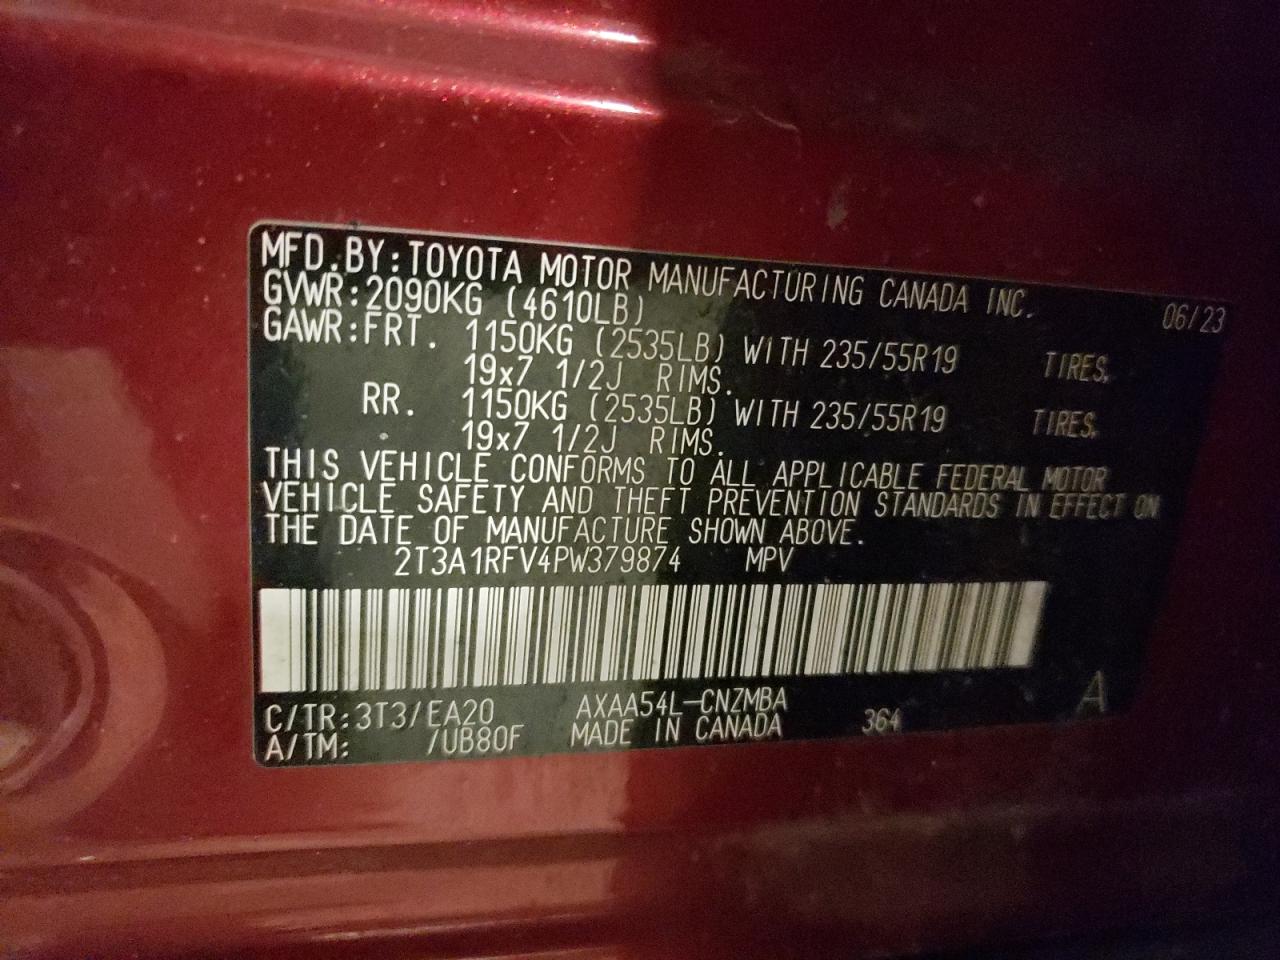 MFD.BY:TOYOTA MOTOR MANUFACTURING CANADA INC. 06/23
GVWR:2090KG (4610LB)
GAWR:FRT. 1150KG (2535LB) WITH 235/55R19 TIRES,
19x7 1/2J RIMS.
RR. 1150KG (2535LB) WITH 235/55R19 TIRES,
19x7 1/2J RIMS.
THIS VEHICLE CONFORMS TO ALL APPLICABLE FEDERAL MOTOR
VEHICLE SAFETY AND THEFT PREVENTION STANDARDS IN EFFECT ON
THE DATE OF MANUFACTURE SHOWN ABOVE.
2T3A1RFV4PW379874 MPV
C/TR:3T3/EA20 AXAA54L-CNZMBA A
A/TM: /UB80F MADE IN CANADA 364